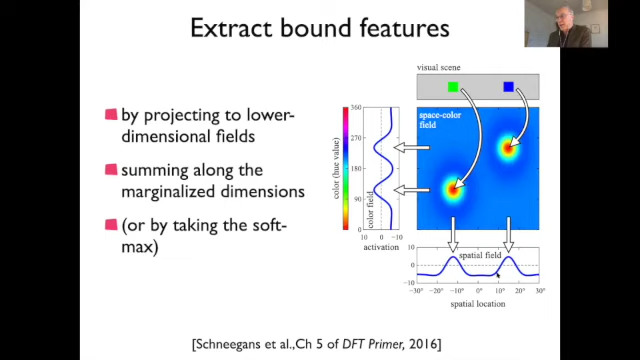 Extract bound features
by projecting to lower-
dimensional fields
summing along the
marginalized dimensions
(or by taking the soft-
max)
visual scene
space-color
field
color (hue value)
360
270
180
90
0
color field
10 0 −10
activation
10
0
−10
spatial field
−30° −20° −10° 0° 10° 20° 30°
spatial location
[Schneegans et al.,Ch 5 of DFT Primer, 2016]